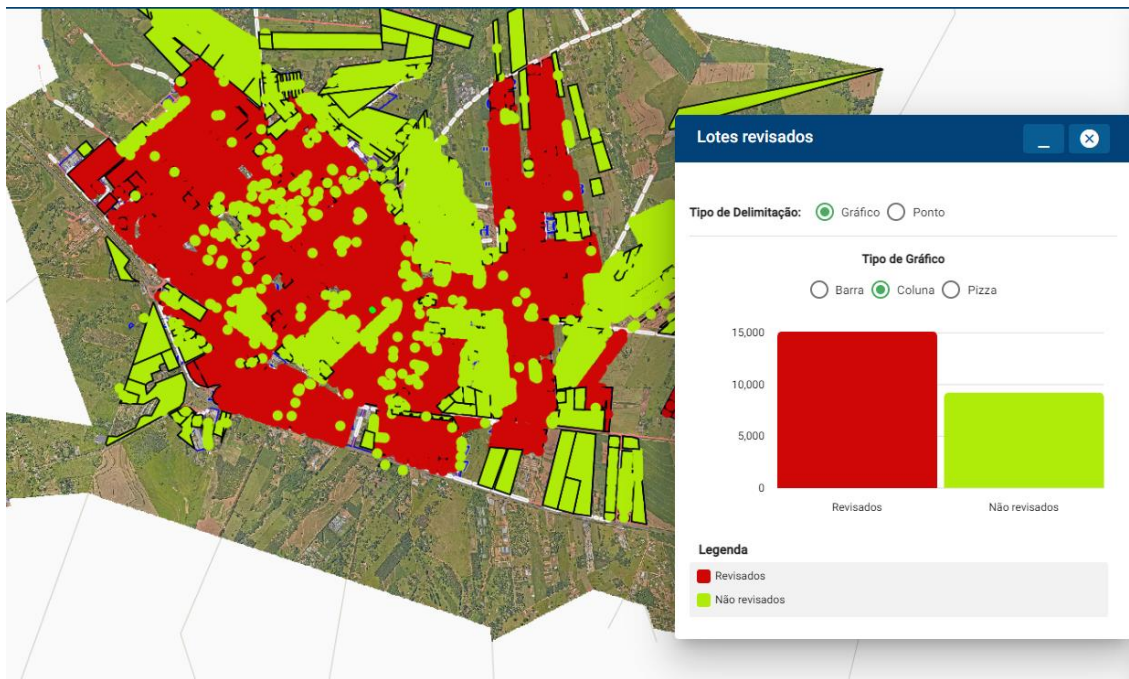 Lotes revisados
Tipo de Delimitação: Gráfico Ponto
Tipo de Gráfico
Barra Coluna Pizza
15,000
10,000
5,000
0
Revisados Não revisados
Legenda
Revisados
Não revisados